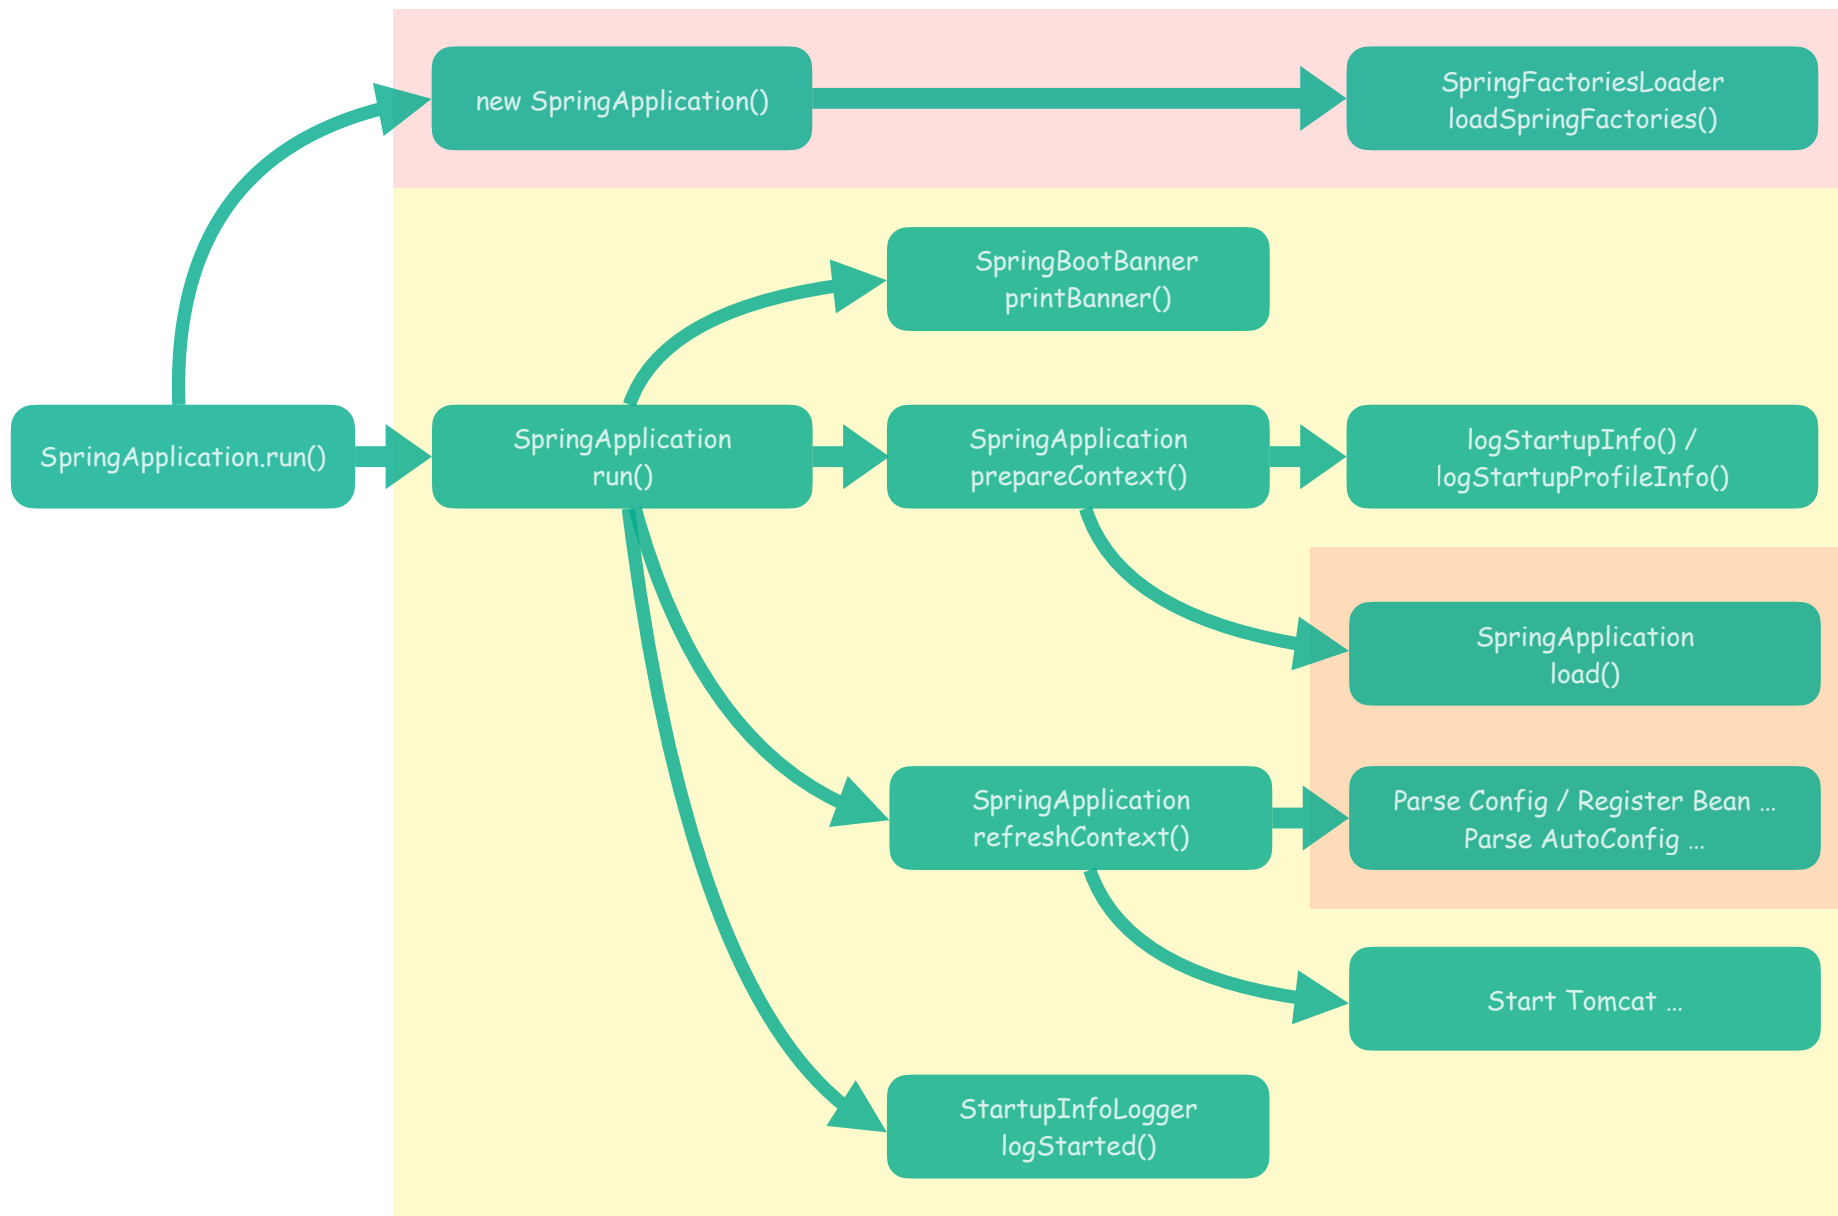 new SpringApplication()
SpringFactoriesLoader
loadSpringFactories()
SpringBootBanner
printBanner()
SpringApplication.run()
SpringApplication
run()
SpringApplication
prepareContext()
logStartupInfo() /
logStartupProfileInfo()
SpringApplication
load()
SpringApplication
refreshContext()
Parse Config / Register Bean ...
Parse AutoConfig ...
Start Tomcat ...
StartupInfoLogger
logStarted()